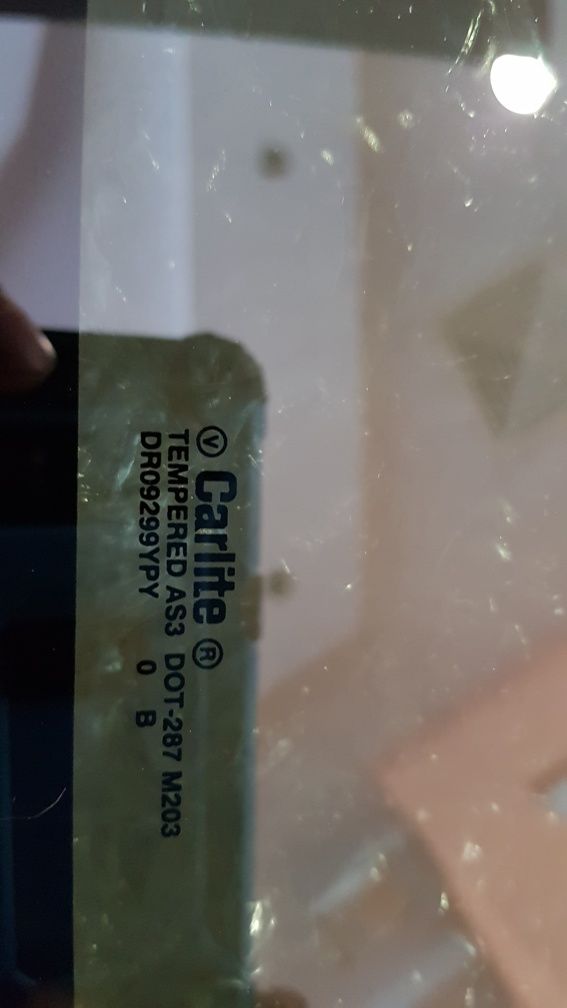 Ⓥ Carlite ®
TEMPERED AS3 DOT-287 M203
DR09299YPY 0 B